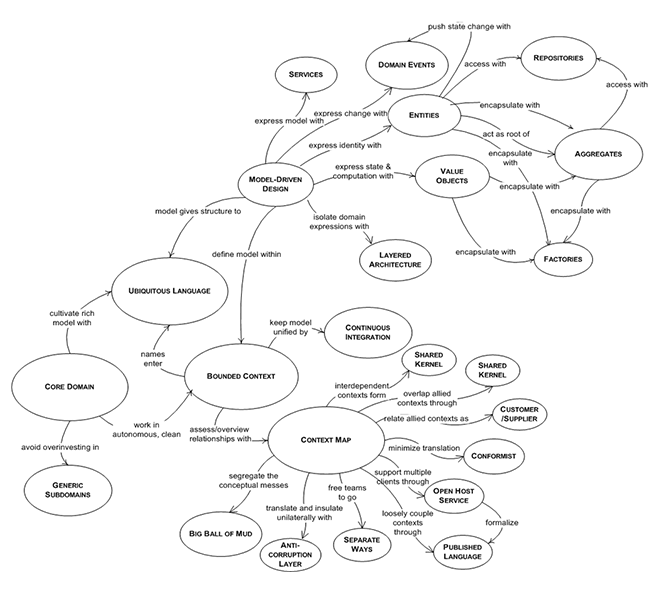 push state change with
DOMAIN EVENTS
REPOSITORIES
SERVICES
access with
access with
express change with
express model with
ENTITIES
encapsulate with
act as root of
express identity with
encapsulate
with
AGGREGATES
express state &
computation with
VALUE
OBJECTS
MODEL-DRIVEN
DESIGN
encapsulate with
model gives structure to
isolate domain
expressions with
encapsulate with
define model within
LAYERED
ARCHITECTURE
encapsulate with
FACTORIES
UBIQUITOUS LANGUAGE
cultivate rich
model with
keep model
unified by
CONTINUOUS
INTEGRATION
names
enter
SHARED
KERNEL
SHARED
KERNEL
BOUNDED CONTEXT
CORE DOMAIN
interdependent
contexts form
overlap allied
contexts through
work in
autonomous, clean
assess/overview
relationships with
relate allied contexts as
CUSTOMER
/SUPPLIER
CONTEXT MAP
avoid overinvesting in
minimize translation
CONFORMIST
GENERIC
SUBDOMAINS
segregate the
conceptual messes
support multiple
clients through
free teams
to go
OPEN HOST
SERVICE
translate and insulate
unilaterally with
loosely couple
contexts
through
formalize
BIG BALL OF MUD
SEPARATE
WAYS
ANTI-
CORRUPTION
LAYER
PUBLISHED
LANGUAGE